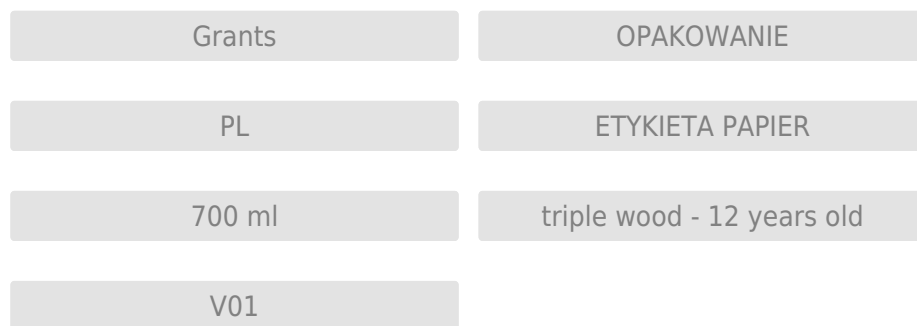 Grants
OPAKOWANIE
PL
ETYKIETA PAPIER
700 ml
triple wood - 12 years old
V01